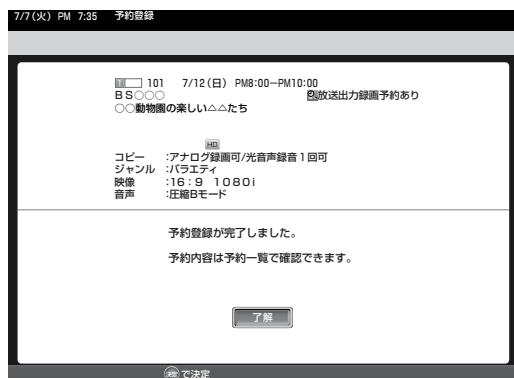 7/7(火) PM 7:35 予約登録
T 101 7/12(日) PM8:00−PM10:00
BS○○○ 放送出力録画予約あり
○○動物園の楽しい△△たち
HD
コピー :アナログ録画可/光音声録音1回可
ジャンル :バラエティ
映像 :16:9 1080i
音声 :圧縮Bモード
予約登録が完了しました。
予約内容は予約一覧で確認できます。
了解
決定で決定